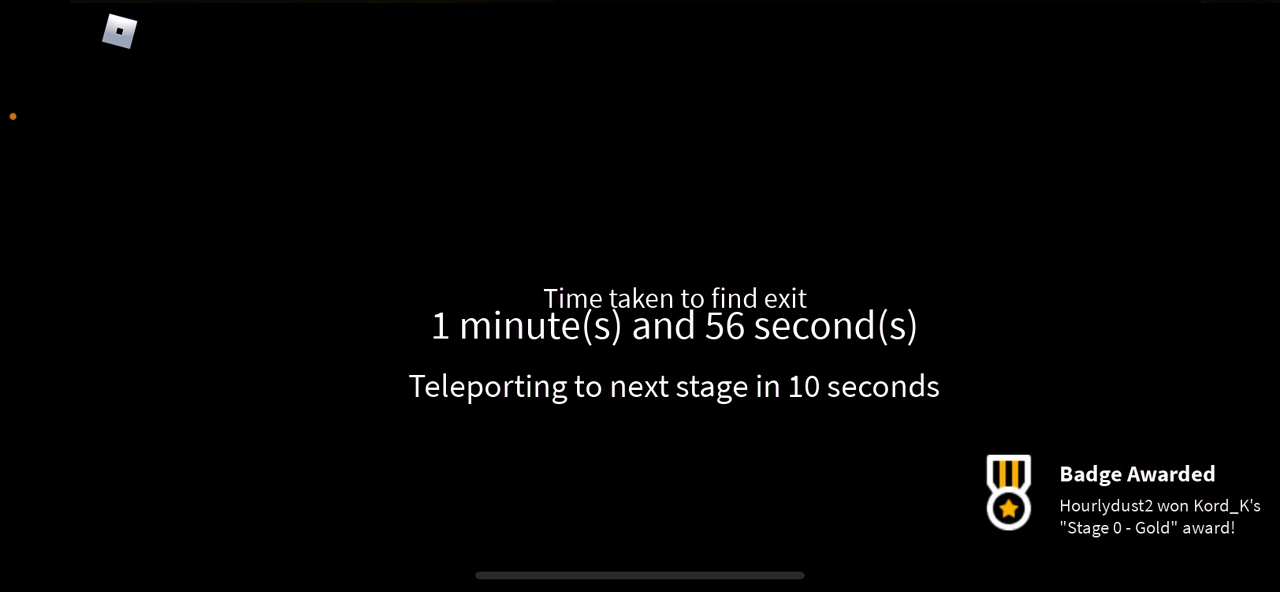 Time taken to find exit
1 minute(s) and 56 second(s)
Teleporting to next stage in 10 seconds
Badge Awarded
Hourlydust2 won Kord_K's
"Stage 0 - Gold" award!